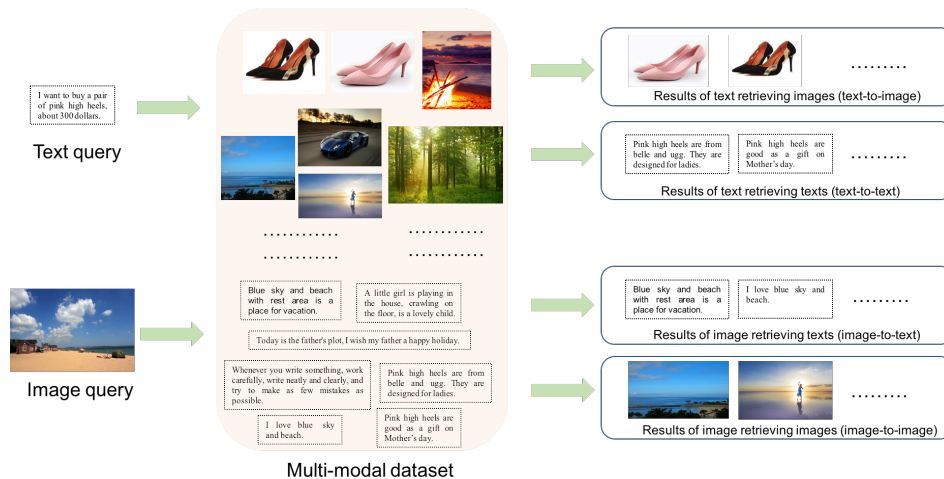 I want to buy a pair
of pink high heels,
about 300 dollars.
Text query
Image query
Blue sky and beach
with rest area is a
place for vacation.
A little girl is playing in
the house, crawling on
the floor, is a lovely child.
Today is the father's plot, I wish my father a happy holiday.
Whenever you write something, work
carefully, write neatly and clearly, and
try to make as few mistakes as
possible.
Pink high heels are from
belle and ugg. They are
designed for ladies.
I love blue sky
and beach.
Pink high heels are
good as a gift on
Mother's day.
Multi-modal dataset
Results of text retrieving images (text-to-image)
Pink high heels are from
belle and ugg. They are
designed for ladies.
Pink high heels are
good as a gift on
Mother's day.
Results of text retrieving texts (text-to-text)
Blue sky and beach
with rest area is a
place for vacation.
I love blue sky and
beach.
Results of image retrieving texts (image-to-text)
Results of image retrieving images (image-to-image)